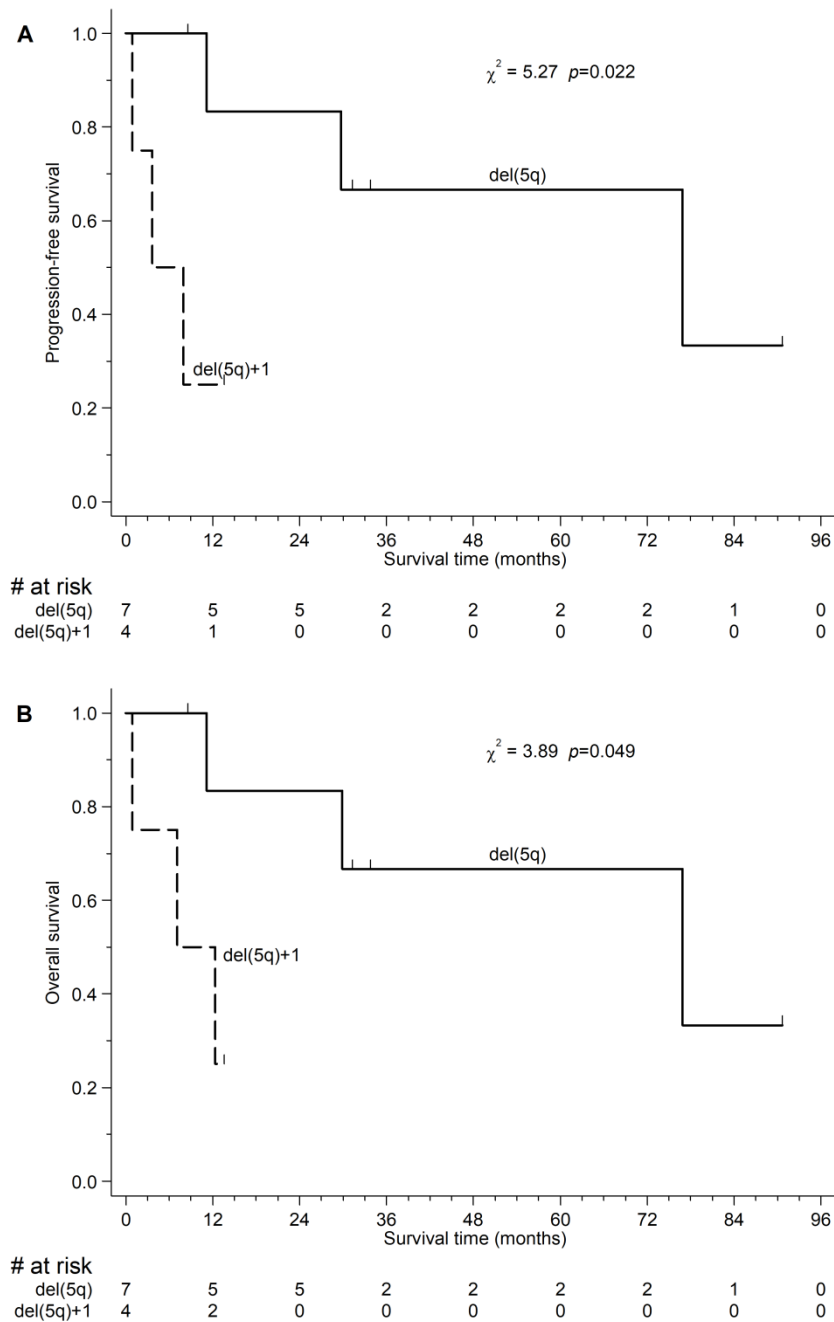 A
1.0
χ² = 5.27 p=0.022
0.8
del(5q)
0.6
Progression-free survival
0.4
del(5q)+1
0.2
0.0
0 12 24 36 48 60 72 84 96
Survival time (months)
# at risk
del(5q) 7 5 5 2 2 2 2 1 0
del(5q)+1 4 1 0 0 0 0 0 0 0
B
1.0
χ² = 3.89 p=0.049
0.8
del(5q)
0.6
Overall survival
del(5q)+1
0.4
0.2
0.0
0 12 24 36 48 60 72 84 96
Survival time (months)
# at risk
del(5q) 7 5 5 2 2 2 2 1 0
del(5q)+1 4 2 0 0 0 0 0 0 0